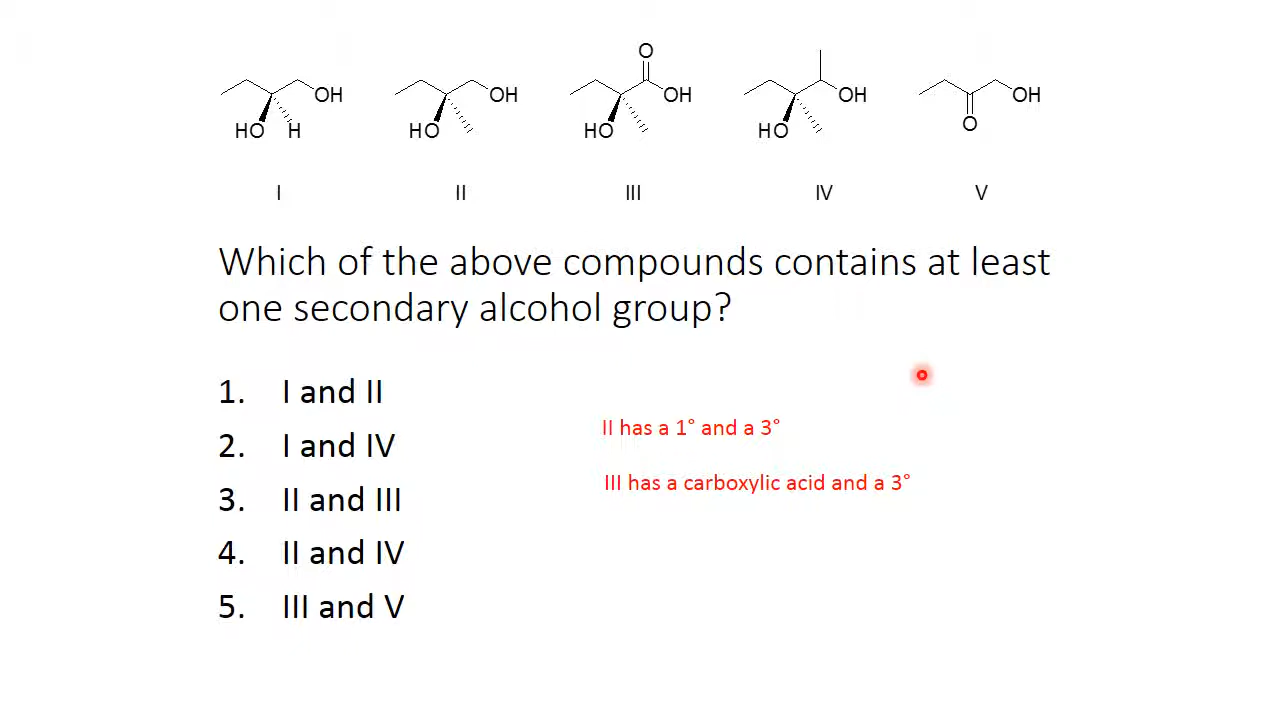 O
OH OH OH OH OH
HO H HO HO HO O
I II III IV V
Which of the above compounds contains at least
one secondary alcohol group?
1. I and II
2. I and IV
3. II and III
4. II and IV
5. III and V
II has a 1° and a 3°
III has a carboxylic acid and a 3°